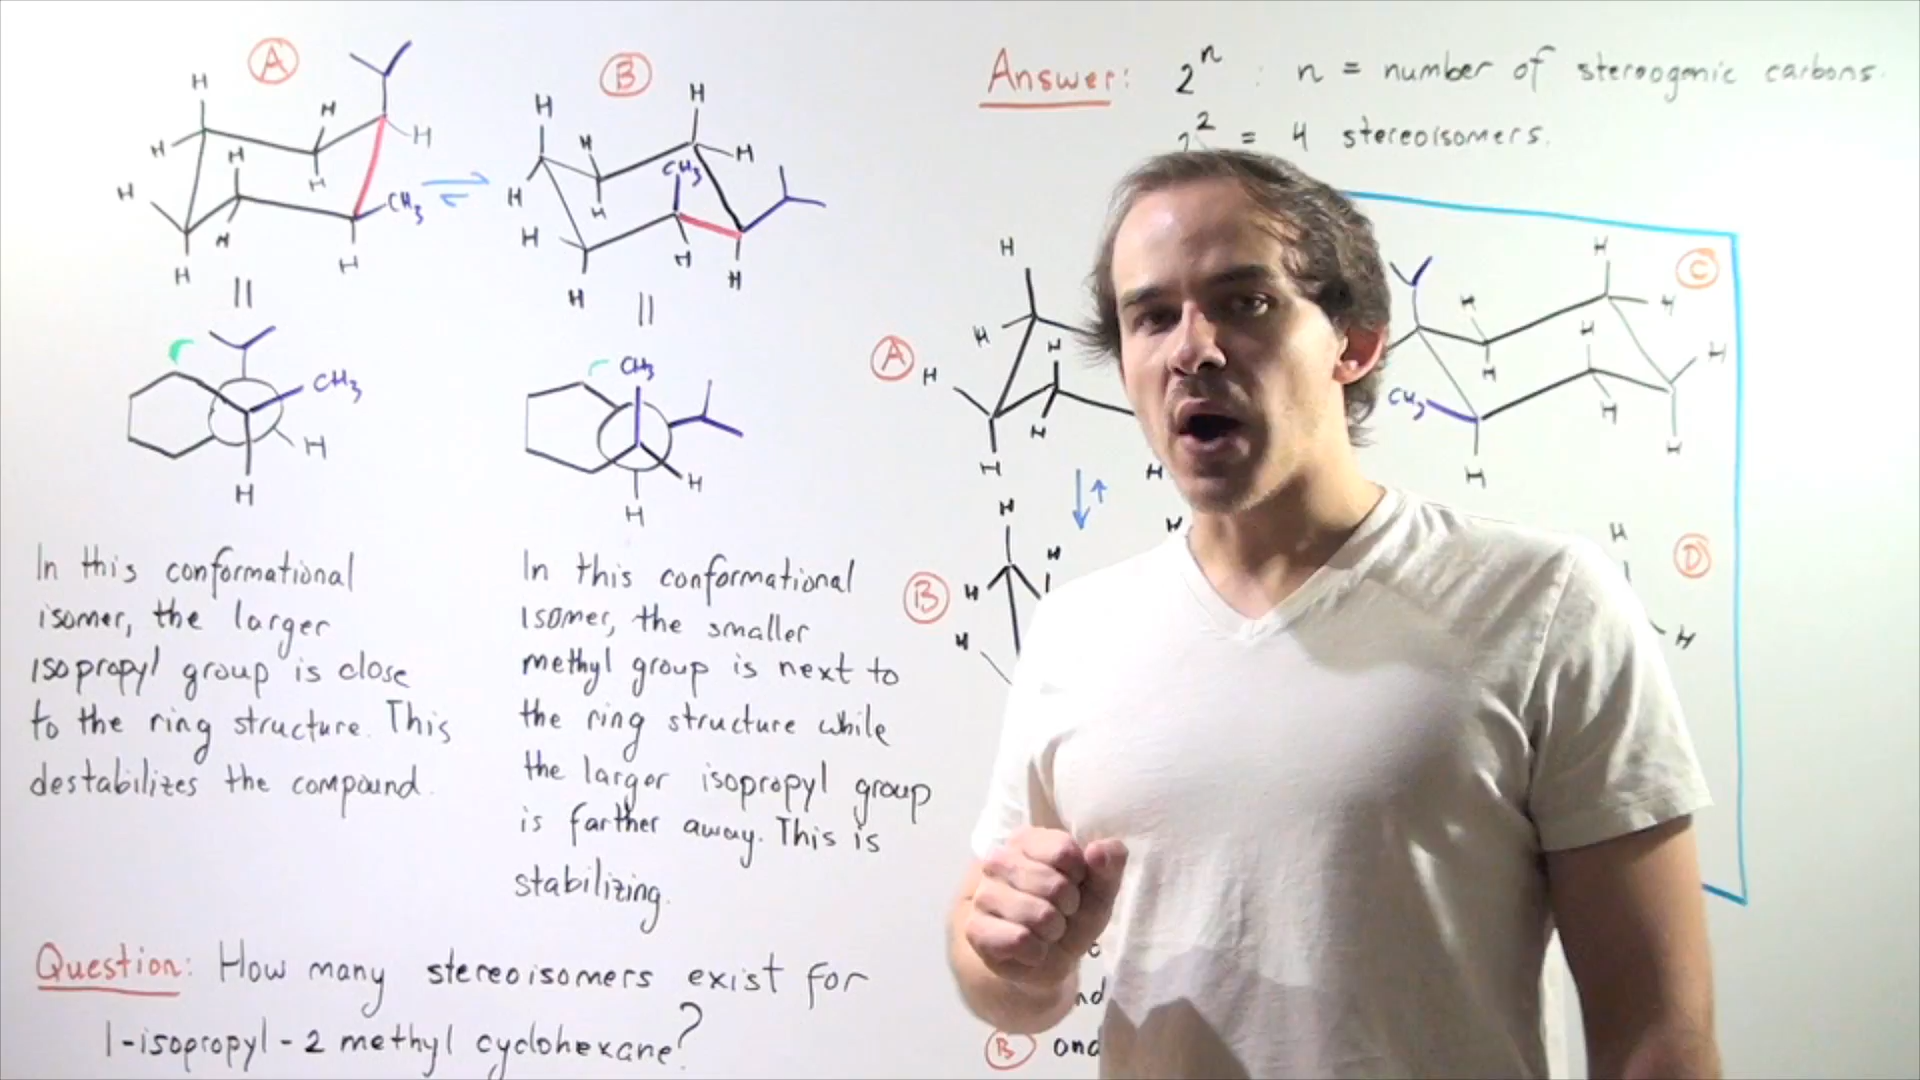 A
H
H
H
H
H
H
H
H
H
CH3
H
H
CH3
H
H
B
H
H
H
H
H
H
H
H
H
CH3
H
H
CH3
H
H
In this conformational
isomer, the larger
isopropyl group is close
to the ring structure. This
destabilizes the compound.
In this conformational
isomer, the smaller
methyl group is next to
the ring structure while
the larger isopropyl group
is farther away. This is
stabilizing.
Question: How many stereoisomers exist for
1-isopropyl-2 methyl cyclohexane?
Answer: 2^n : n = number of stereogenic carbons.
2^2 = 4 stereoisomers.
A
H
H
H
H
H
H
H
B
H
H
H
H
H
C
H
H
H
H
H
H
H
H
H
CH3
H
D
H
H
B and